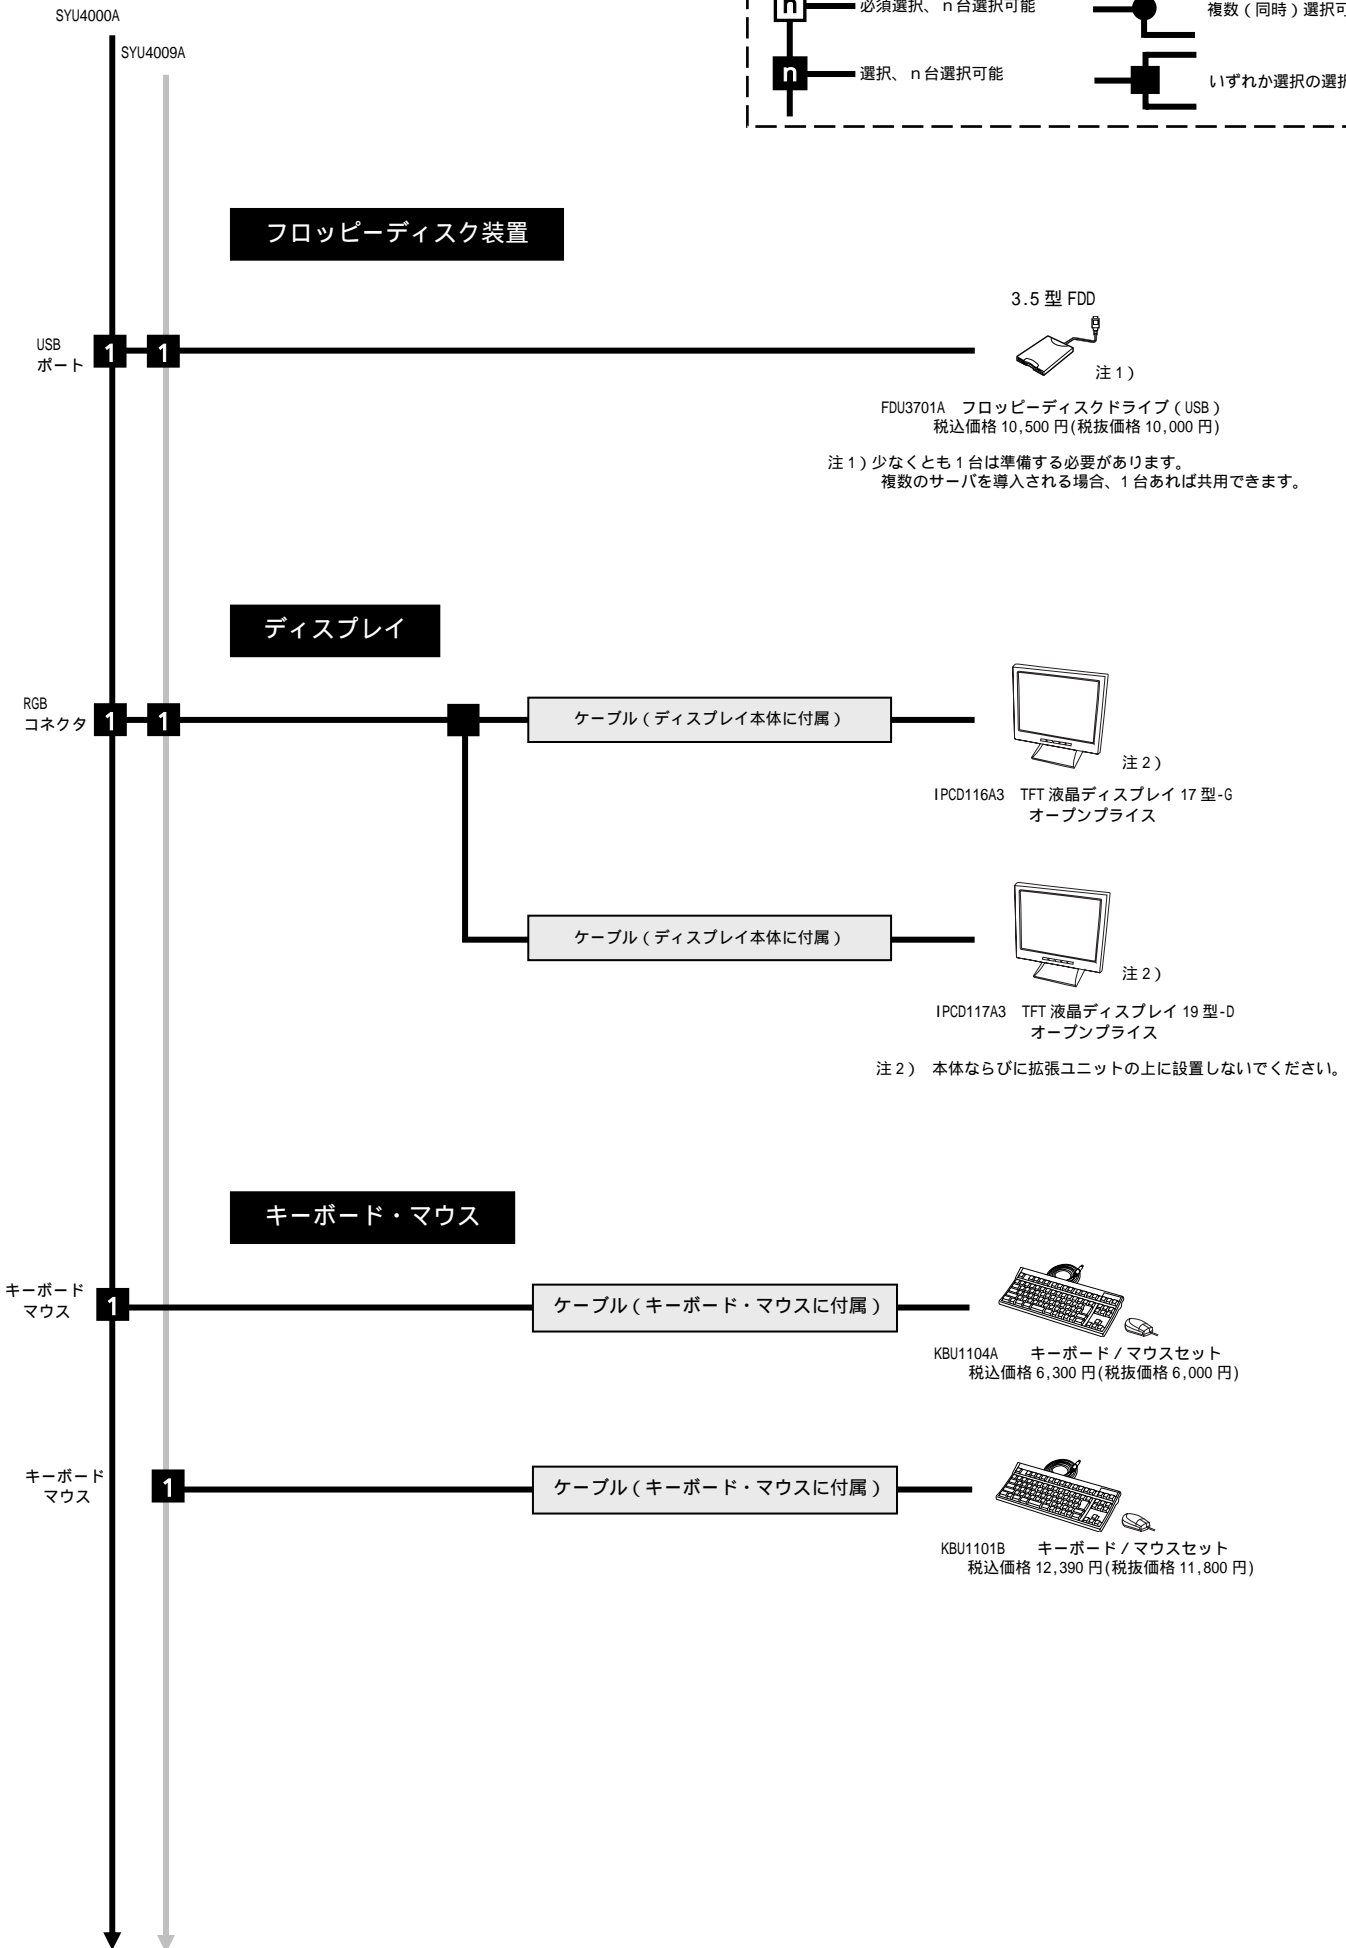 SYU4000A
SYU4009A
n 必須選択、n台選択可能
複数(同時)選択可
n 選択、n台選択可能
いずれか選択の選択
フロッピーディスク装置
USB
ポート
1 1
3.5型 FDD
注1)
FDU3701A フロッピーディスクドライブ(USB)
税込価格 10,500円(税抜価格 10,000円)
注1)少なくとも1台は準備する必要があります。
複数のサーバを導入される場合、1台あれば共用できます。
ディスプレイ
RGB
コネクタ
1 1
ケーブル(ディスプレイ本体に付属)
注2)
IPCD116A3 TFT液晶ディスプレイ17型-G
オープンプライス
ケーブル(ディスプレイ本体に付属)
注2)
IPCD117A3 TFT液晶ディスプレイ19型-D
オープンプライス
注2) 本体ならびに拡張ユニットの上に設置しないでください。
キーボード・マウス
キーボード
マウス
1
ケーブル(キーボード・マウスに付属)
KBU1104A キーボード/マウスセット
税込価格 6,300円(税抜価格 6,000円)
キーボード
マウス
1
ケーブル(キーボード・マウスに付属)
KBU1101B キーボード/マウスセット
税込価格 12,390円(税抜価格 11,800円)